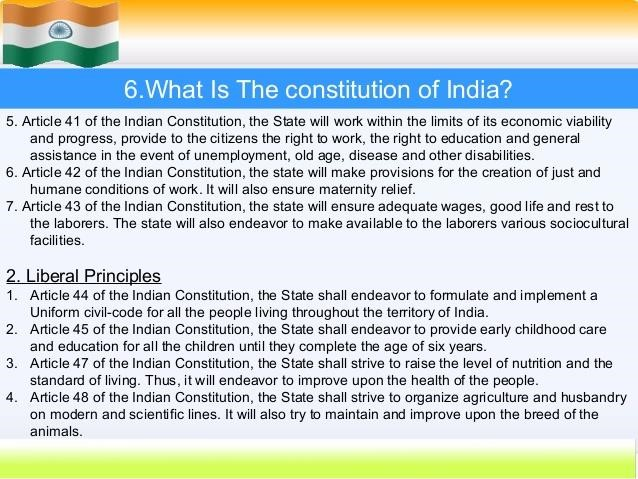 6.What Is The constitution of India?
5. Article 41 of the Indian Constitution, the State will work within the limits of its economic viability
and progress, provide to the citizens the right to work, the right to education and general
assistance in the event of unemployment, old age, disease and other disabilities.
6. Article 42 of the Indian Constitution, the state will make provisions for the creation of just and
humane conditions of work. It will also ensure maternity relief.
7. Article 43 of the Indian Constitution, the state will ensure adequate wages, good life and rest to
the laborers. The state will also endeavor to make available to the laborers various sociocultural
facilities.
2. Liberal Principles
1. Article 44 of the Indian Constitution, the State shall endeavor to formulate and implement a
Uniform civil-code for all the people living throughout the territory of India.
2. Article 45 of the Indian Constitution, the State shall endeavor to provide early childhood care
and education for all the children until they complete the age of six years.
3. Article 47 of the Indian Constitution, the State shall strive to raise the level of nutrition and the
standard of living. Thus, it will endeavor to improve upon the health of the people.
4. Article 48 of the Indian Constitution, the State shall strive to organize agriculture and husbandry
on modern and scientific lines. It will also try to maintain and improve upon the breed of the
animals.